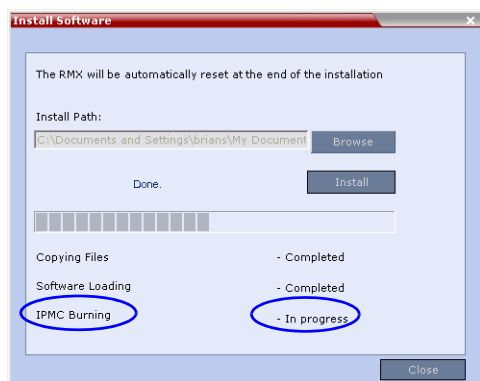 Install Software
The RMX will be automatically reset at the end of the installation
Install Path:
C:\Documents and Settings\brians\My Document
Browse
Done.
Install
Copying Files - Completed
Software Loading - Completed
IPMC Burning - In progress
Close